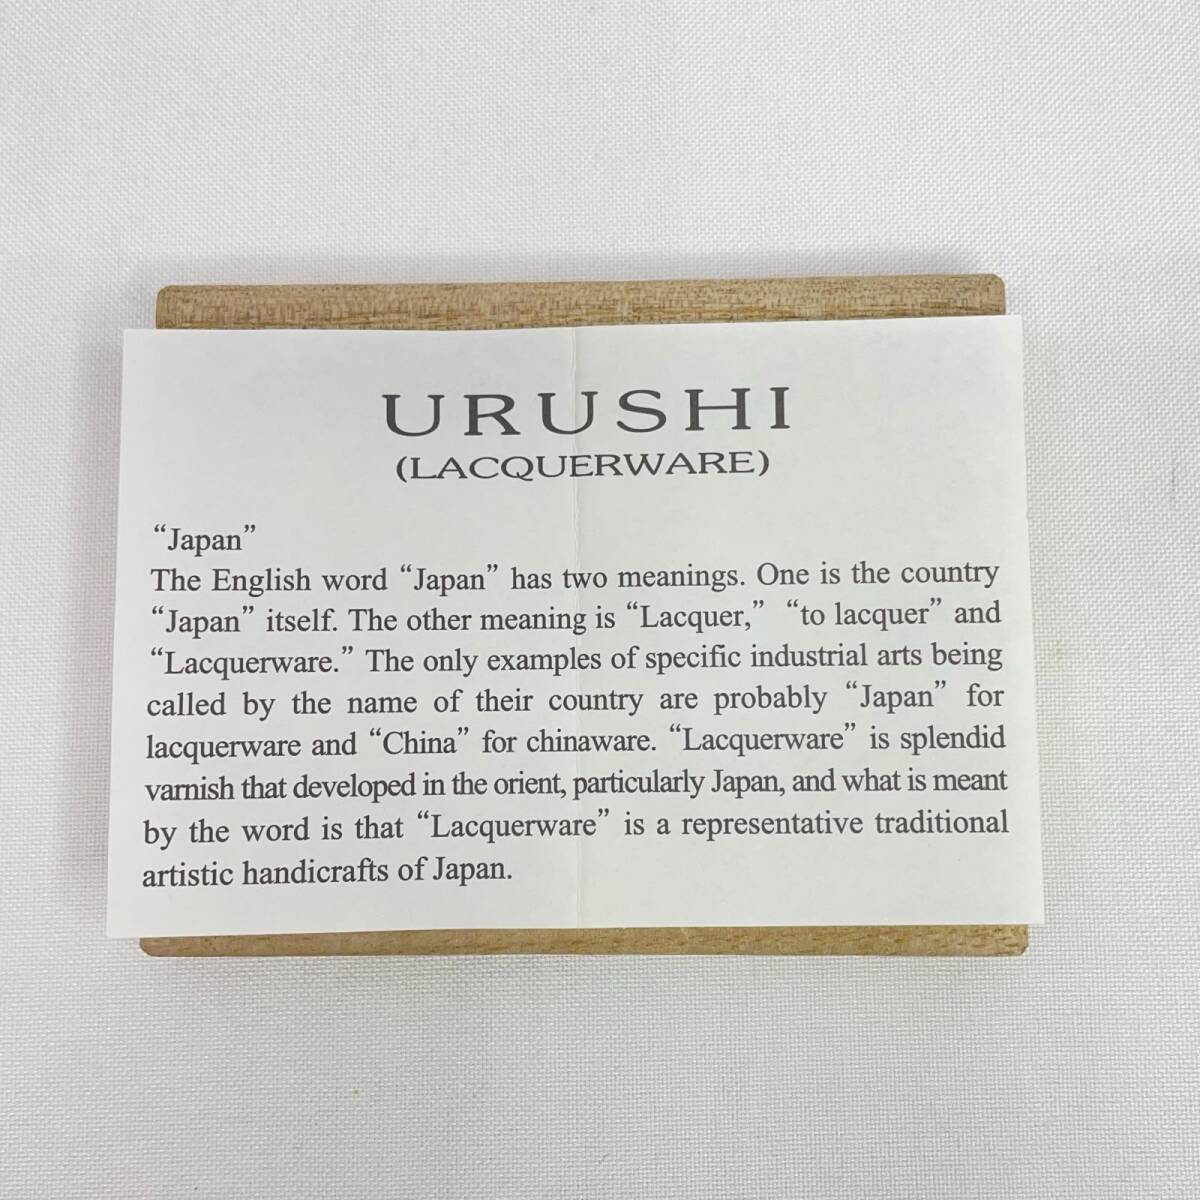 URUSHI
(LACQUERWARE)
“Japan”
The English word “Japan” has two meanings. One is the country
“Japan” itself. The other meaning is “Lacquer,” “to lacquer” and
“Lacquerware.” The only examples of specific industrial arts being
called by the name of their country are probably “Japan” for
lacquerware and “China” for chinaware. “Lacquerware” is splendid
varnish that developed in the orient, particularly Japan, and what is meant
by the word is that “Lacquerware” is a representative traditional
artistic handicrafts of Japan.